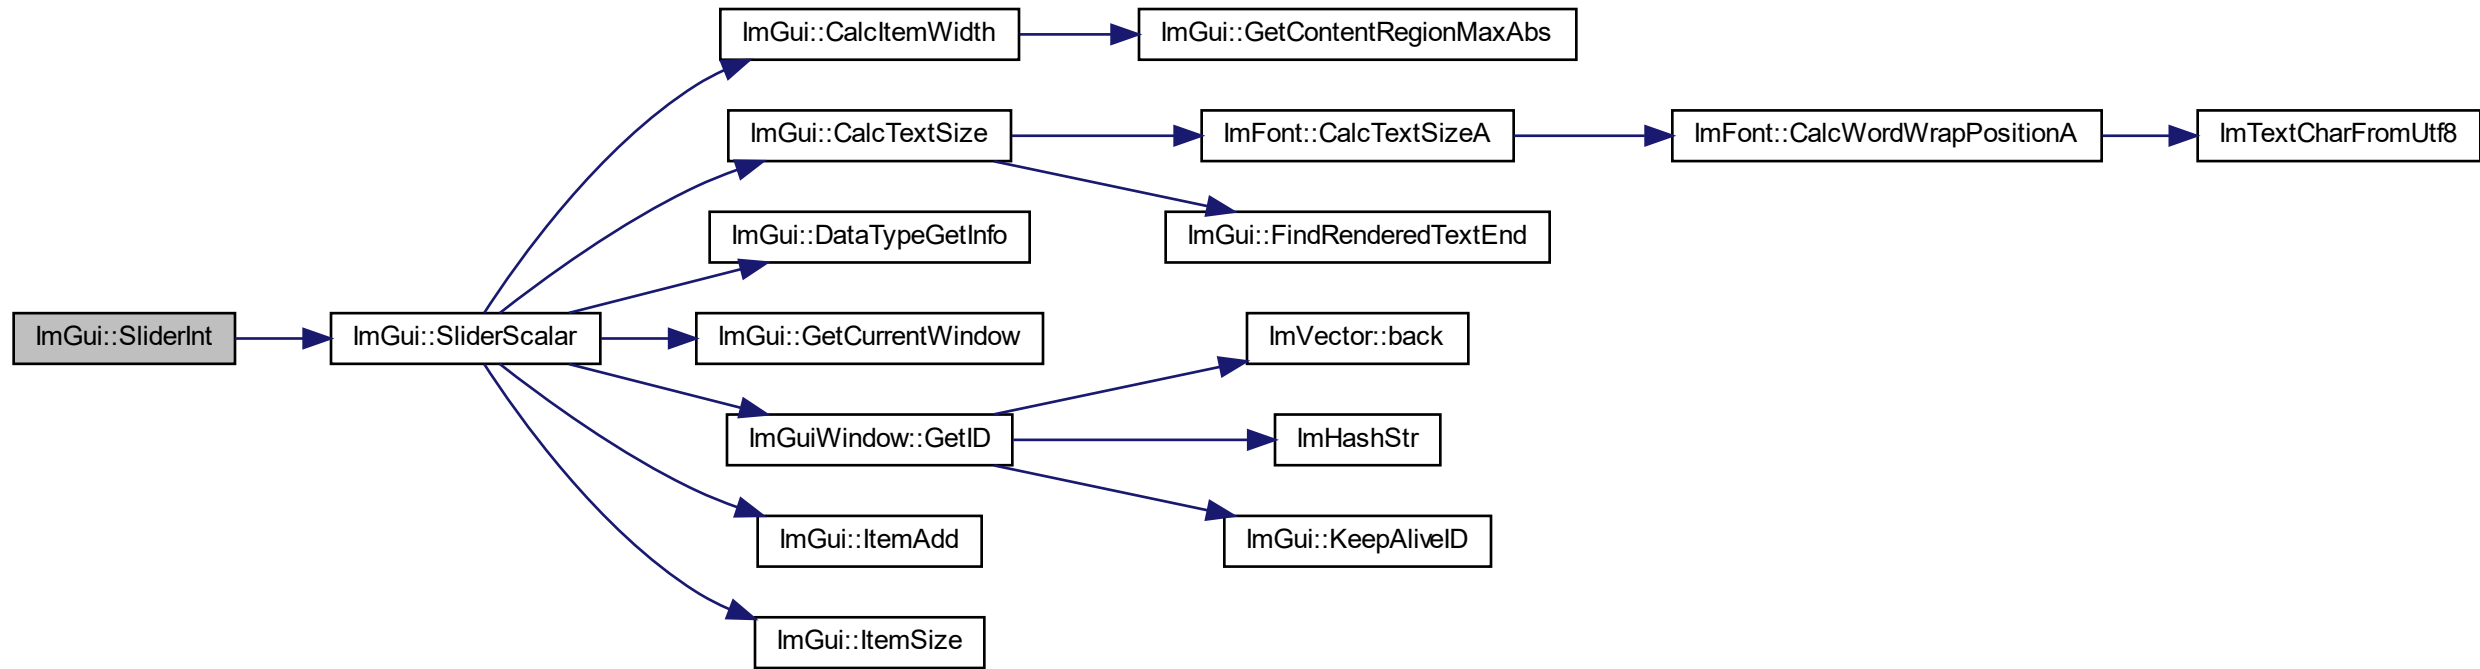 ImGui::CalcItemWidth
ImGui::GetContentRegionMaxAbs
ImGui::CalcTextSize
ImFont::CalcTextSizeA
ImFont::CalcWordWrapPositionA
ImTextCharFromUtf8
ImGui::DataTypeGetInfo
ImGui::FindRenderedTextEnd
ImGui::SliderInt
ImGui::SliderScalar
ImGui::GetCurrentWindow
ImVector::back
ImGuiWindow::GetID
ImHashStr
ImGui::ItemAdd
ImGui::KeepAliveID
ImGui::ItemSize